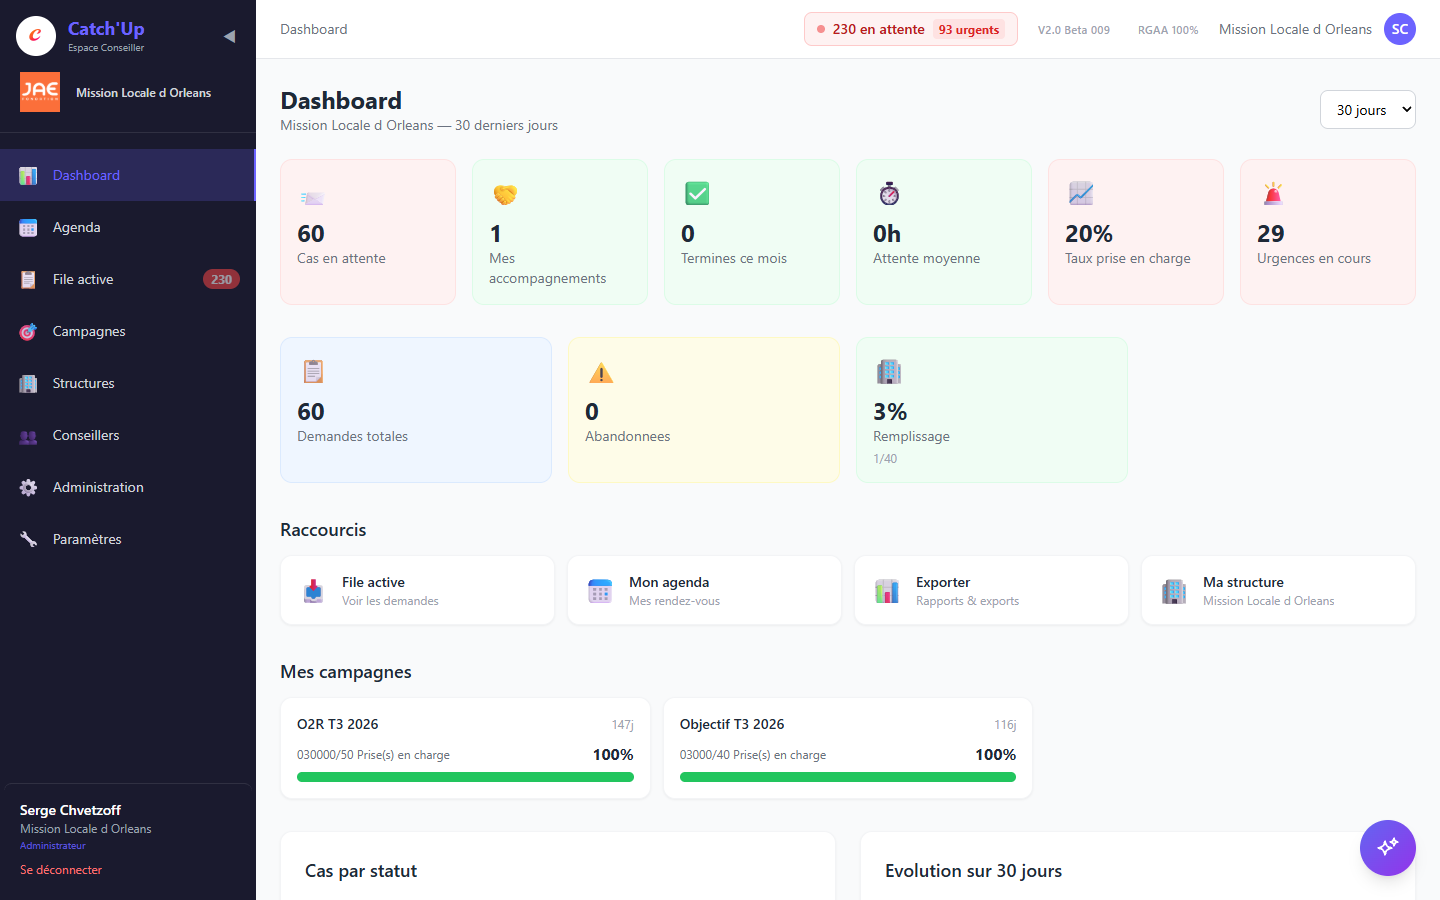 Catch'Up
Espace Conseiller
◀
JAE
Mission Locale d Orleans
Dashboard
Agenda
File active
230
Campagnes
Structures
Conseillers
Administration
Paramètres
Serge Chvetzoff
Mission Locale d Orleans
Administrateur
Se déconnecter
Dashboard
230 en attente
93 urgents
V2.0 Beta 009
RGAA 100%
Mission Locale d Orleans
SC
Dashboard
Mission Locale d Orleans — 30 derniers jours
30 jours
60
Cas en attente
1
Mes
accompagnements
0
Termines ce mois
0h
Attente moyenne
20%
Taux prise en charge
29
Urgences en cours
60
Demandes totales
0
Abandonnees
3%
Remplissage
1/40
Raccourcis
File active
Voir les demandes
Mon agenda
Mes rendez-vous
Exporter
Rapports & exports
Ma structure
Mission Locale d Orleans
Mes campagnes
O2R T3 2026
147j
030000/50 Prise(s) en charge
100%
Objectif T3 2026
116j
03000/40 Prise(s) en charge
100%
Cas par statut
Evolution sur 30 jours